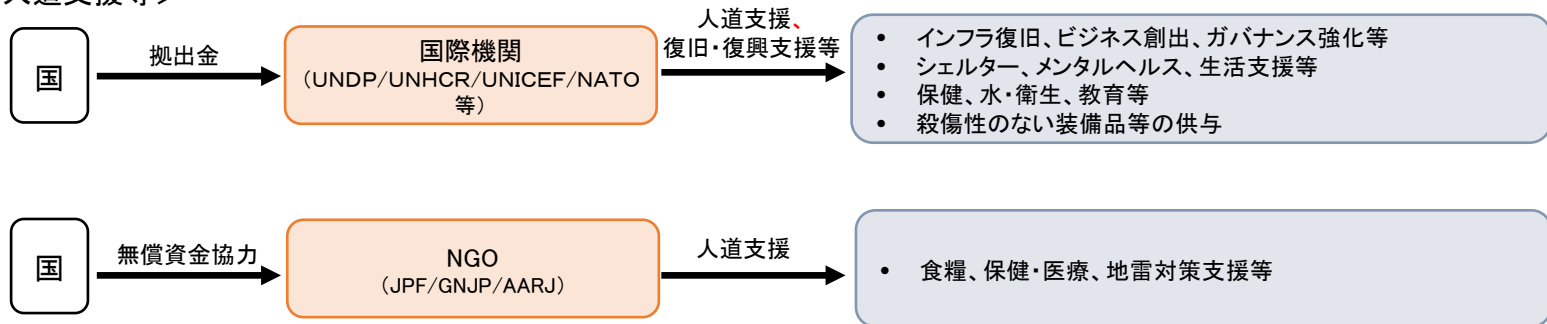 人道支援等＞
国
拠出金
国際機関
（UNDP/UNHCR/UNICEF/NATO
等）
人道支援、
復旧・復興支援等
• インフラ復旧、ビジネス創出、ガバナンス強化等
• シェルター、メンタルヘルス、生活支援等
• 保健、水・衛生、教育等
• 殺傷性のない装備品等の供与
国
無償資金協力
NGO
（JPF/GNJP/AARJ）
人道支援
• 食糧、保健・医療、地雷対策支援等